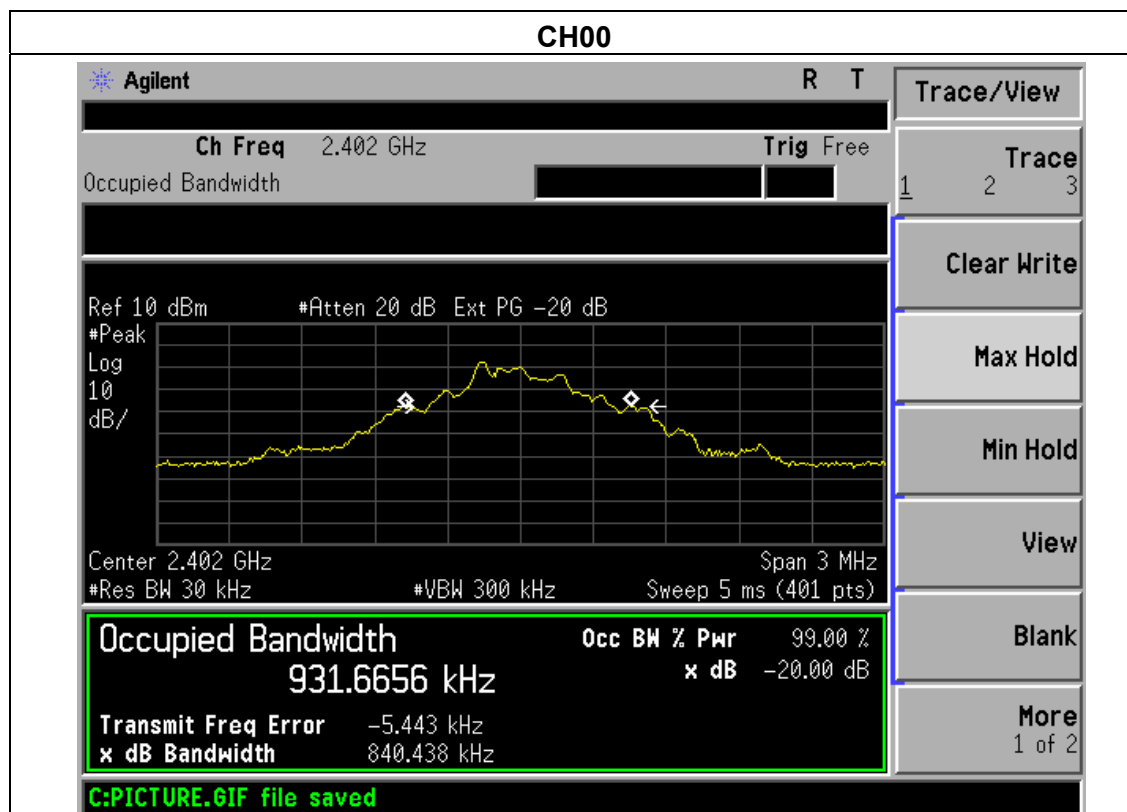 CH00
Agilent R T
Ch Freq 2.402 GHz Trig Free
Occupied Bandwidth
Ref 10 dBm #Atten 20 dB Ext PG -20 dB
#Peak
Log
10
dB/
Center 2.402 GHz Span 3 MHz
#Res BW 30 kHz #VBW 300 kHz Sweep 5 ms (401 pts)
Occupied Bandwidth
931.6656 kHz
Occ BW % Pwr 99.00 %
x dB -20.00 dB
Transmit Freq Error -5.443 kHz
x dB Bandwidth 840.438 kHz
C:PICTURE.GIF file saved
Trace/View
Trace
1 2 3
Clear Write
Max Hold
Min Hold
View
Blank
More
1 of 2